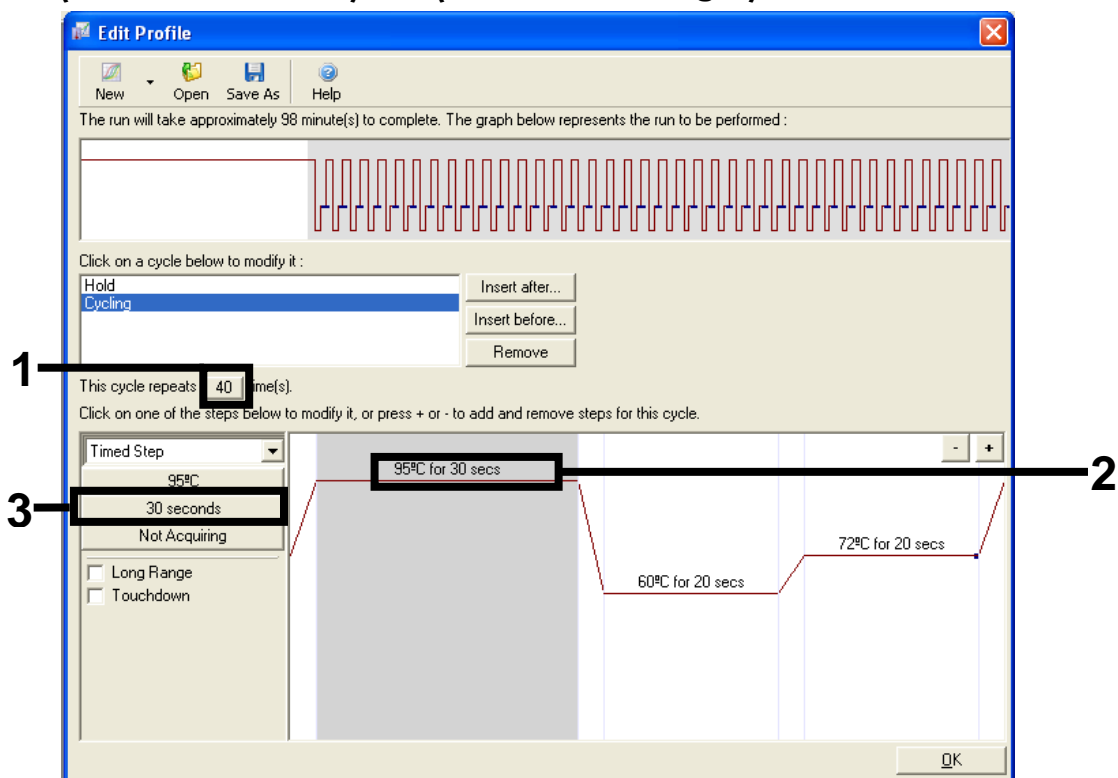 Edit Profile
New Open Save As Help
The run will take approximately 98 minute(s) to complete. The graph below represents the run to be performed :
Click on a cycle below to modify it :
Hold
Cycling
Insert after...
Insert before...
Remove
1
This cycle repeats 40 time(s).
Click on one of the steps below to modify it, or press + or - to add and remove steps for this cycle.
Timed Step
- +
95ºC for 30 secs
2
95ºC
3
30 seconds
Not Acquiring
72ºC for 20 secs
Long Range
60ºC for 20 secs
Touchdown
OK